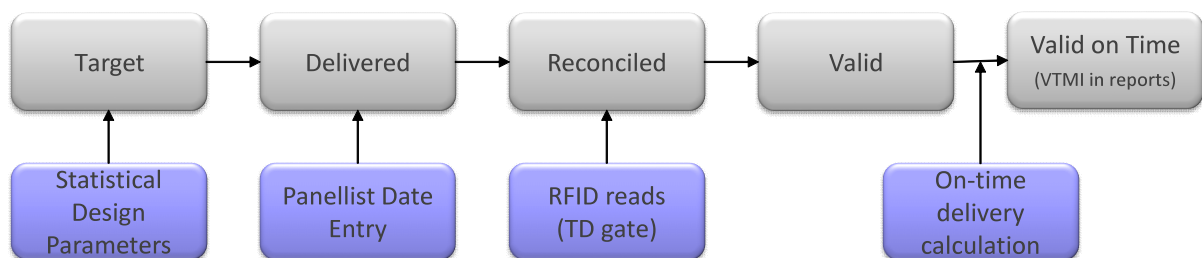 Target
Delivered
Reconciled
Valid
Valid on Time
(VTMI in reports)
Statistical
Design
Parameters
Panellist Date
Entry
RFID reads
(TD gate)
On-time
delivery
calculation